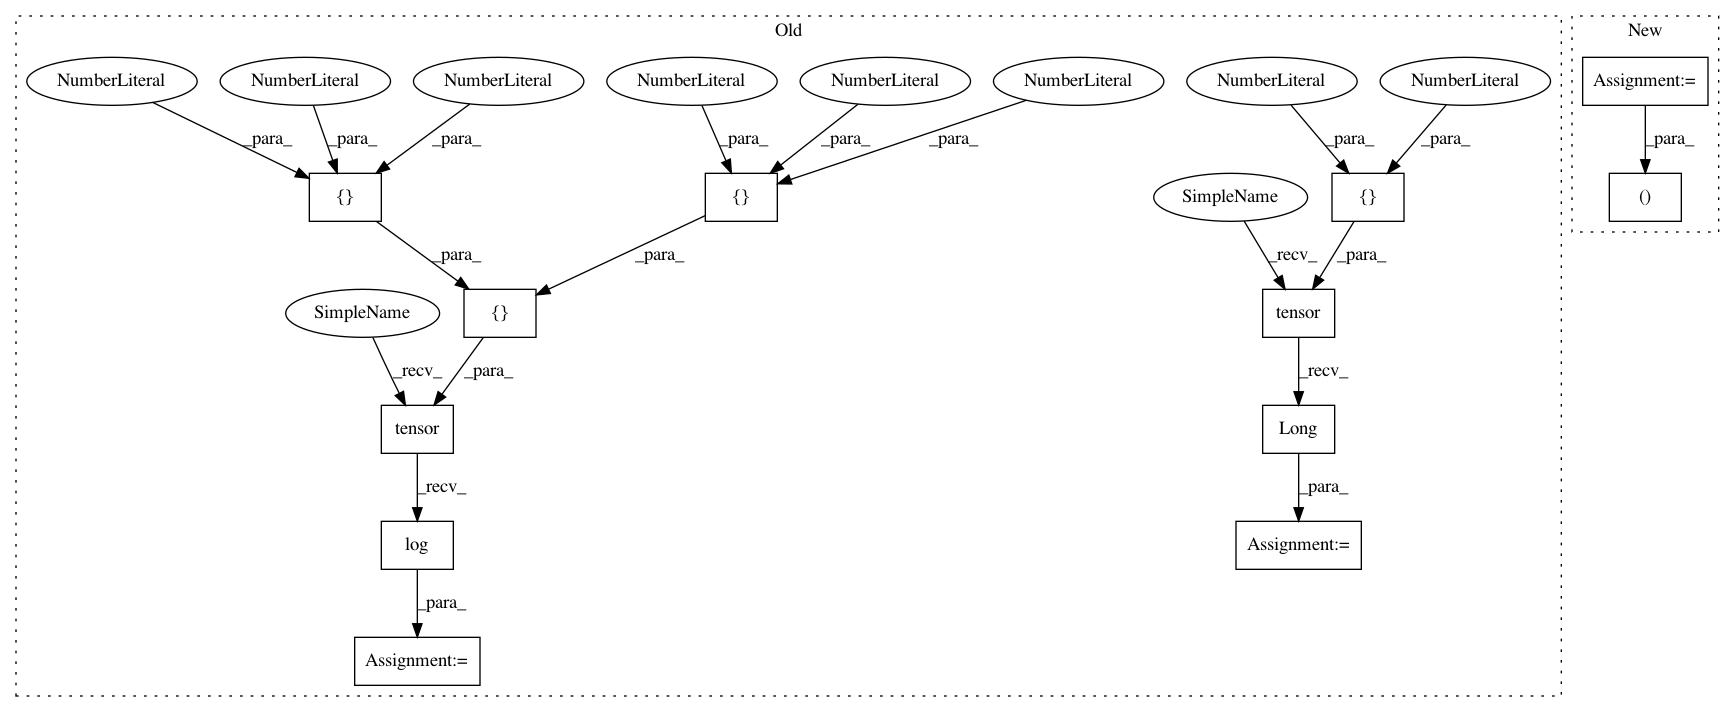 Old
New
NumberLiteral NumberLiteral NumberLiteral NumberLiteral NumberLiteral NumberLiteral NumberLiteral NumberLiteral Assignment:=
_para_ _para_ _para_ _para_ _para_ _para_ _para_ _para_ _para_
{} {} SimpleName {} ()
_para_ _para_ _recv_ _para_
SimpleName {} tensor
_recv_ _para_ _recv_
tensor Long
_recv_ _para_
log Assignment:=
_para_
Assignment:=